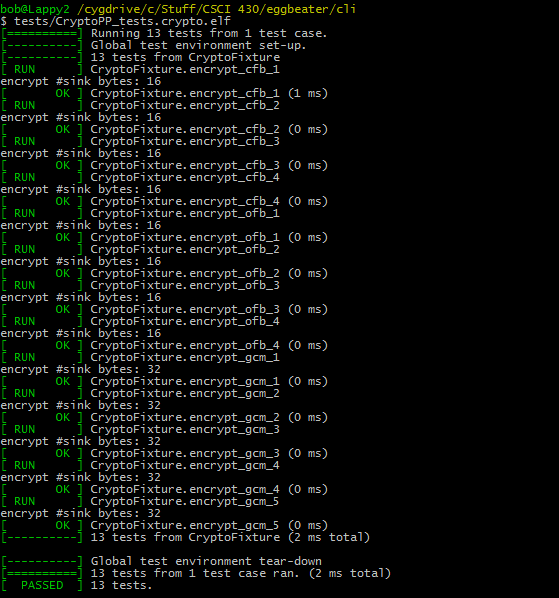 bob@Lappy2 /cygdrive/c/Stuff/CSCI 430/eggbeater/cli
$ tests/CryptoPP_tests.crypto.elf
[==========] Running 13 tests from 1 test case.
[----------] Global test environment set-up.
[----------] 13 tests from CryptoFixture
[ RUN      ] CryptoFixture.encrypt_cfb_1
encrypt #sink bytes: 16
[       OK ] CryptoFixture.encrypt_cfb_1 (1 ms)
[ RUN      ] CryptoFixture.encrypt_cfb_2
encrypt #sink bytes: 16
[       OK ] CryptoFixture.encrypt_cfb_2 (0 ms)
[ RUN      ] CryptoFixture.encrypt_cfb_3
encrypt #sink bytes: 16
[       OK ] CryptoFixture.encrypt_cfb_3 (0 ms)
[ RUN      ] CryptoFixture.encrypt_cfb_4
encrypt #sink bytes: 16
[       OK ] CryptoFixture.encrypt_cfb_4 (0 ms)
[ RUN      ] CryptoFixture.encrypt_ofb_1
encrypt #sink bytes: 16
[       OK ] CryptoFixture.encrypt_ofb_1 (0 ms)
[ RUN      ] CryptoFixture.encrypt_ofb_2
encrypt #sink bytes: 16
[       OK ] CryptoFixture.encrypt_ofb_2 (0 ms)
[ RUN      ] CryptoFixture.encrypt_ofb_3
encrypt #sink bytes: 16
[       OK ] CryptoFixture.encrypt_ofb_3 (0 ms)
[ RUN      ] CryptoFixture.encrypt_ofb_4
encrypt #sink bytes: 16
[       OK ] CryptoFixture.encrypt_ofb_4 (0 ms)
[ RUN      ] CryptoFixture.encrypt_gcm_1
encrypt #sink bytes: 32
[       OK ] CryptoFixture.encrypt_gcm_1 (0 ms)
[ RUN      ] CryptoFixture.encrypt_gcm_2
encrypt #sink bytes: 32
[       OK ] CryptoFixture.encrypt_gcm_2 (0 ms)
[ RUN      ] CryptoFixture.encrypt_gcm_3
encrypt #sink bytes: 32
[       OK ] CryptoFixture.encrypt_gcm_3 (0 ms)
[ RUN      ] CryptoFixture.encrypt_gcm_4
encrypt #sink bytes: 32
[       OK ] CryptoFixture.encrypt_gcm_4 (0 ms)
[ RUN      ] CryptoFixture.encrypt_gcm_5
encrypt #sink bytes: 32
[       OK ] CryptoFixture.encrypt_gcm_5 (0 ms)
[----------] 13 tests from CryptoFixture (2 ms total)

[----------] Global test environment tear-down
[==========] 13 tests from 1 test case ran. (2 ms total)
[  PASSED  ] 13 tests.